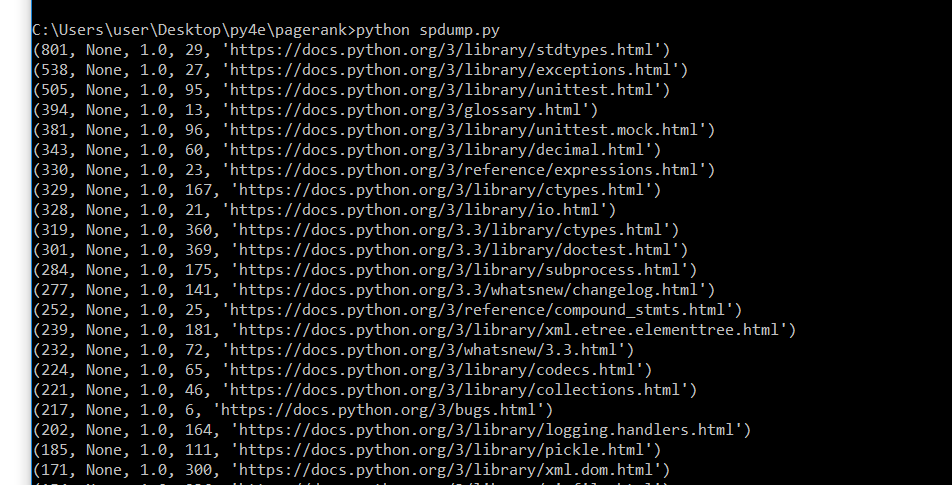 C:\Users\user\Desktop\py4e\pagerank>python spdump.py
(801, None, 1.0, 29, 'https://docs.python.org/3/library/stdtypes.html')
(538, None, 1.0, 27, 'https://docs.python.org/3/library/exceptions.html')
(505, None, 1.0, 95, 'https://docs.python.org/3/library/unittest.html')
(394, None, 1.0, 13, 'https://docs.python.org/3/glossary.html')
(381, None, 1.0, 96, 'https://docs.python.org/3/library/unittest.mock.html')
(343, None, 1.0, 60, 'https://docs.python.org/3/library/decimal.html')
(330, None, 1.0, 23, 'https://docs.python.org/3/reference/expressions.html')
(329, None, 1.0, 167, 'https://docs.python.org/3/library/ctypes.html')
(328, None, 1.0, 21, 'https://docs.python.org/3/library/io.html')
(319, None, 1.0, 360, 'https://docs.python.org/3.3/library/ctypes.html')
(301, None, 1.0, 369, 'https://docs.python.org/3.3/library/doctest.html')
(284, None, 1.0, 175, 'https://docs.python.org/3/library/subprocess.html')
(277, None, 1.0, 141, 'https://docs.python.org/3.3/whatsnew/changelog.html')
(252, None, 1.0, 25, 'https://docs.python.org/3/reference/compound_stmts.html')
(239, None, 1.0, 181, 'https://docs.python.org/3/library/xml.etree.elementtree.html')
(232, None, 1.0, 72, 'https://docs.python.org/3/whatsnew/3.3.html')
(224, None, 1.0, 65, 'https://docs.python.org/3/library/codecs.html')
(221, None, 1.0, 46, 'https://docs.python.org/3/library/collections.html')
(217, None, 1.0, 6, 'https://docs.python.org/3/bugs.html')
(202, None, 1.0, 164, 'https://docs.python.org/3/library/logging.handlers.html')
(185, None, 1.0, 111, 'https://docs.python.org/3/library/pickle.html')
(171, None, 1.0, 300, 'https://docs.python.org/3/library/xml.dom.html')